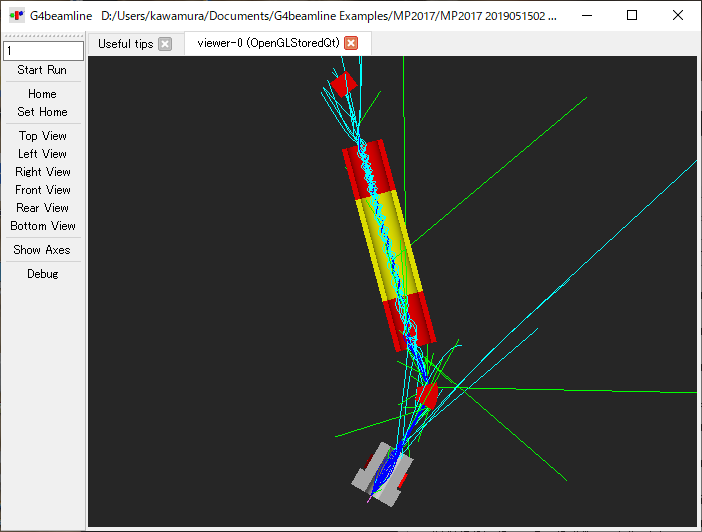 G4beamline D:/Users/kawamura/Documents/G4beamline Examples/MP2017/MP2017 2019051502 ...
Useful tips
viewer-0 (OpenGLStoredQt)
1
Start Run
Home
Set Home
Top View
Left View
Right View
Front View
Rear View
Bottom View
Show Axes
Debug